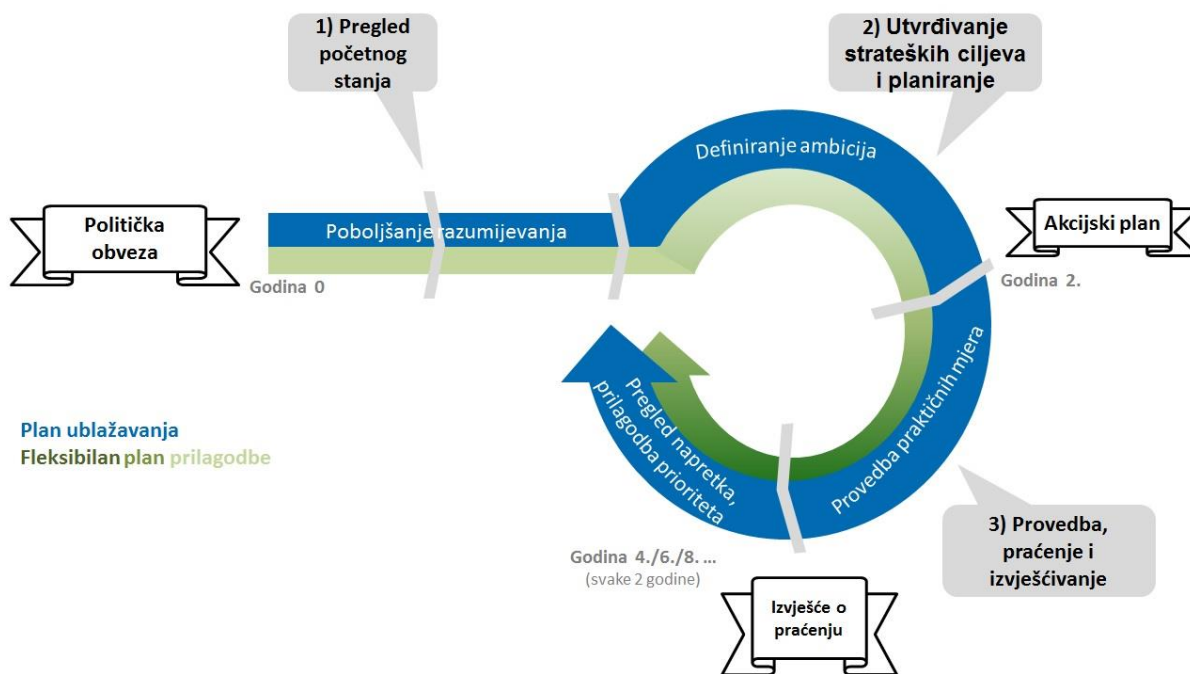 1) Pregled
početnog
stanja
2) Utvrđivanje
strateških ciljeva
i planiranje
Definiranje ambicija
Politička
obveza
Poboljšanje razumijevanja
Akcijski plan
Godina 0
Godina 2.
Provedba praktičnih mjera
Pregled napretka,
prilagodba prioriteta
Plan ublažavanja
Fleksibilan plan prilagodbe
3) Provedba,
praćenje i
izvješćivanje
Godina 4./6./8. ...
(svake 2 godine)
Izvješće o
praćenju